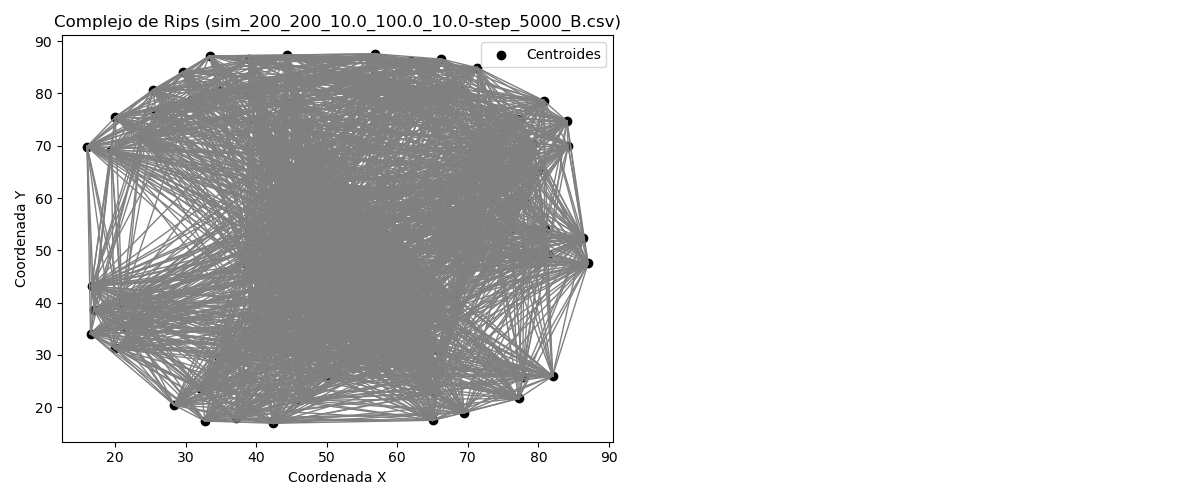 Complejo de Rips (sim_200_200_10.0_100.0_10.0-step_5000_B.csv)
Centroides
90
80
70
60
50
40
30
20
Coordenada Y
20 30 40 50 60 70 80 90
Coordenada X